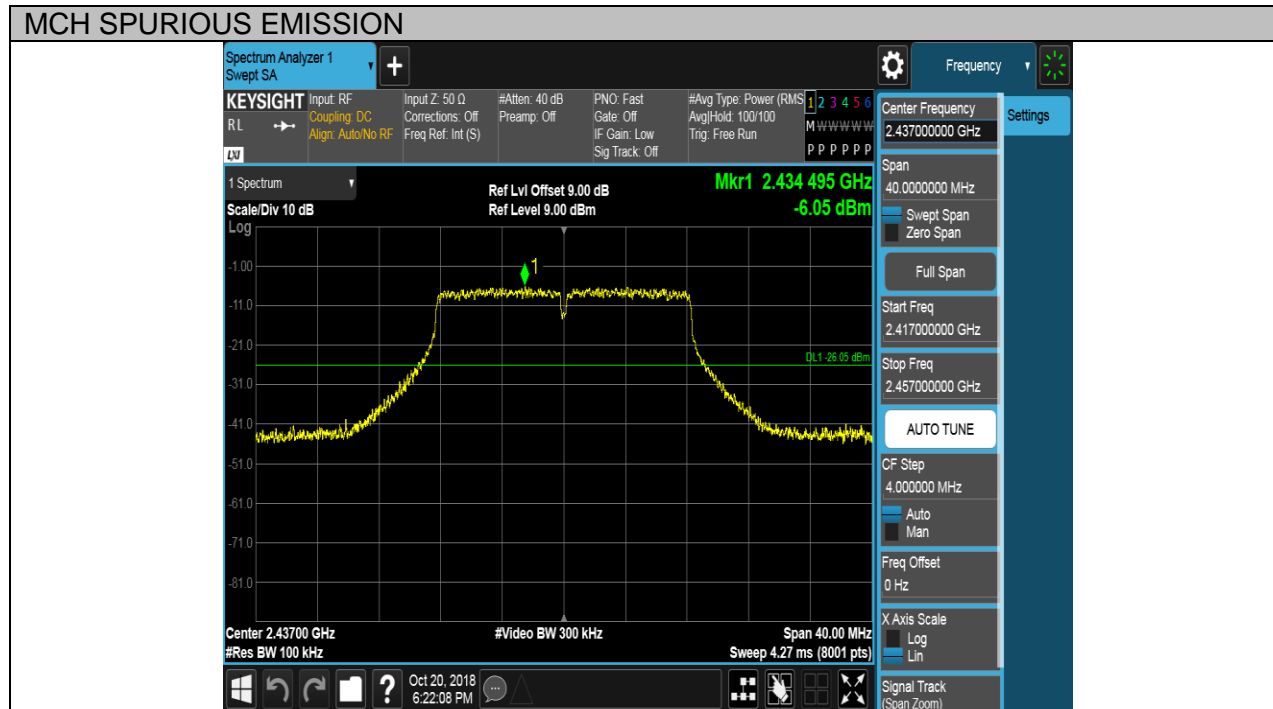 MCH SPURIOUS EMISSION
Spectrum Analyzer 1
Swept SA
+
Frequency
KEYSIGHT
RL
LXI
Input: RF
Coupling: DC
Align: Auto/No RF
Input Z: 50 Ω
Corrections: Off
Freq Ref: Int (S)
#Atten: 40 dB
Preamp: Off
PNO: Fast
Gate: Off
IF Gain: Low
Sig Track: Off
#Avg Type: Power (RMS
Avg|Hold: 100/100
Trig: Free Run
1 2 3 4 5 6
M W W W W W
P P P P P P
1 Spectrum
Scale/Div 10 dB
Log
Ref Lvl Offset 9.00 dB
Ref Level 9.00 dBm
Mkr1 2.434 495 GHz
-6.05 dBm
1
-1.00
-11.0
-21.0
DL1 -26.05 dBm
-31.0
-41.0
-51.0
-61.0
-71.0
-81.0
Center 2.43700 GHz
#Res BW 100 kHz
#Video BW 300 kHz
Span 40.00 MHz
Sweep 4.27 ms (8001 pts)
?
Oct 20, 2018
6:22:08 PM
Center Frequency
2.437000000 GHz
Span
40.0000000 MHz
Swept Span
Zero Span
Full Span
Start Freq
2.417000000 GHz
Stop Freq
2.457000000 GHz
AUTO TUNE
CF Step
4.000000 MHz
Auto
Man
Freq Offset
0 Hz
X Axis Scale
Log
Lin
Signal Track
(Span Zoom)
Settings